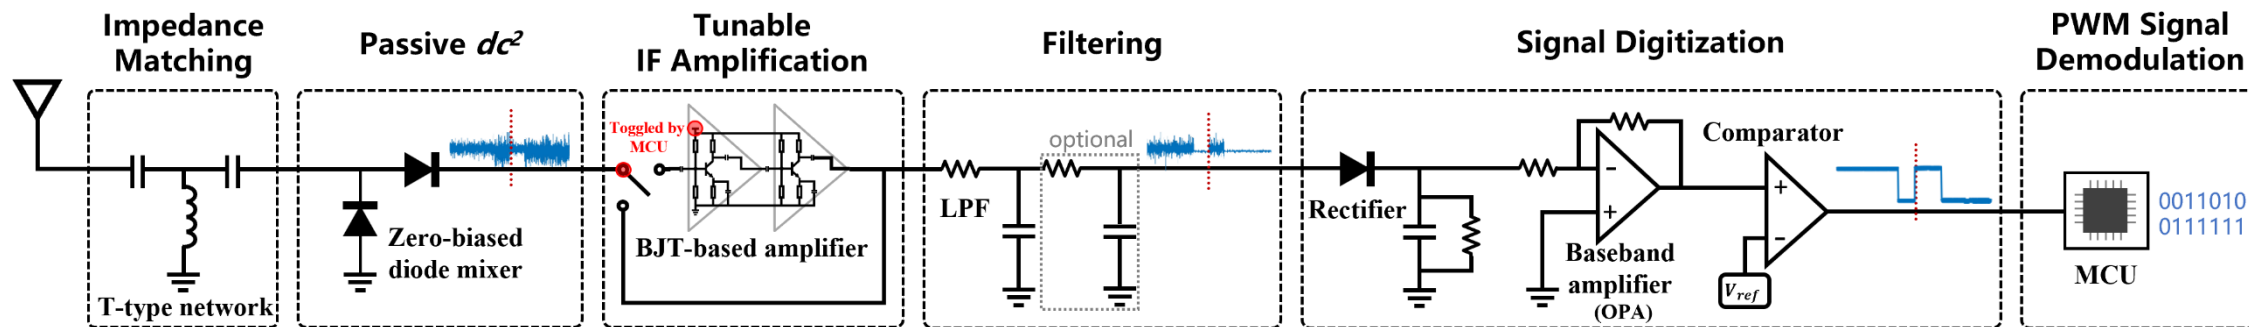 Impedance
Matching
Passive dc²
Tunable
IF Amplification
Filtering
Signal Digitization
PWM Signal
Demodulation
Toggled by
MCU
optional
Comparator
LPF
Rectifier
-
+
+
-
0011010
0111111
Zero-biased
diode mixer
BJT-based amplifier
Baseband
amplifier
(OPA)
Vref
MCU
T-type network